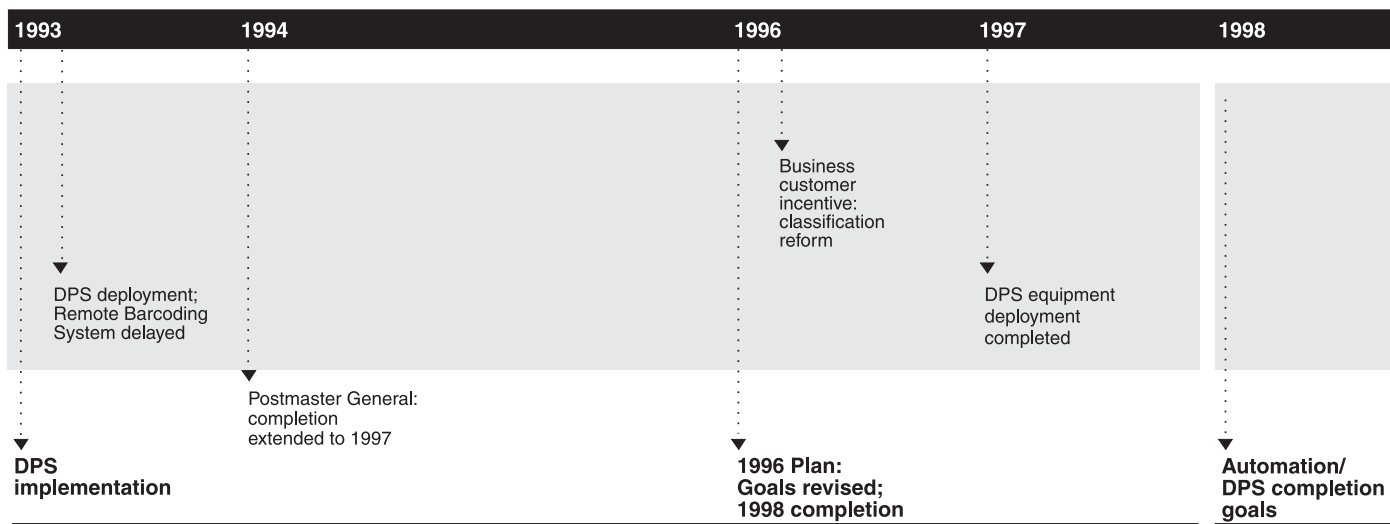 1993 1994 1996 1997 1998
Business
customer
incentive:
classification
reform
DPS deployment;
Remote Barcoding
System delayed
DPS equipment
deployment
completed
Postmaster General:
completion
extended to 1997
DPS
implementation
1996 Plan:
Goals revised;
1998 completion
Automation/
DPS completion
goals